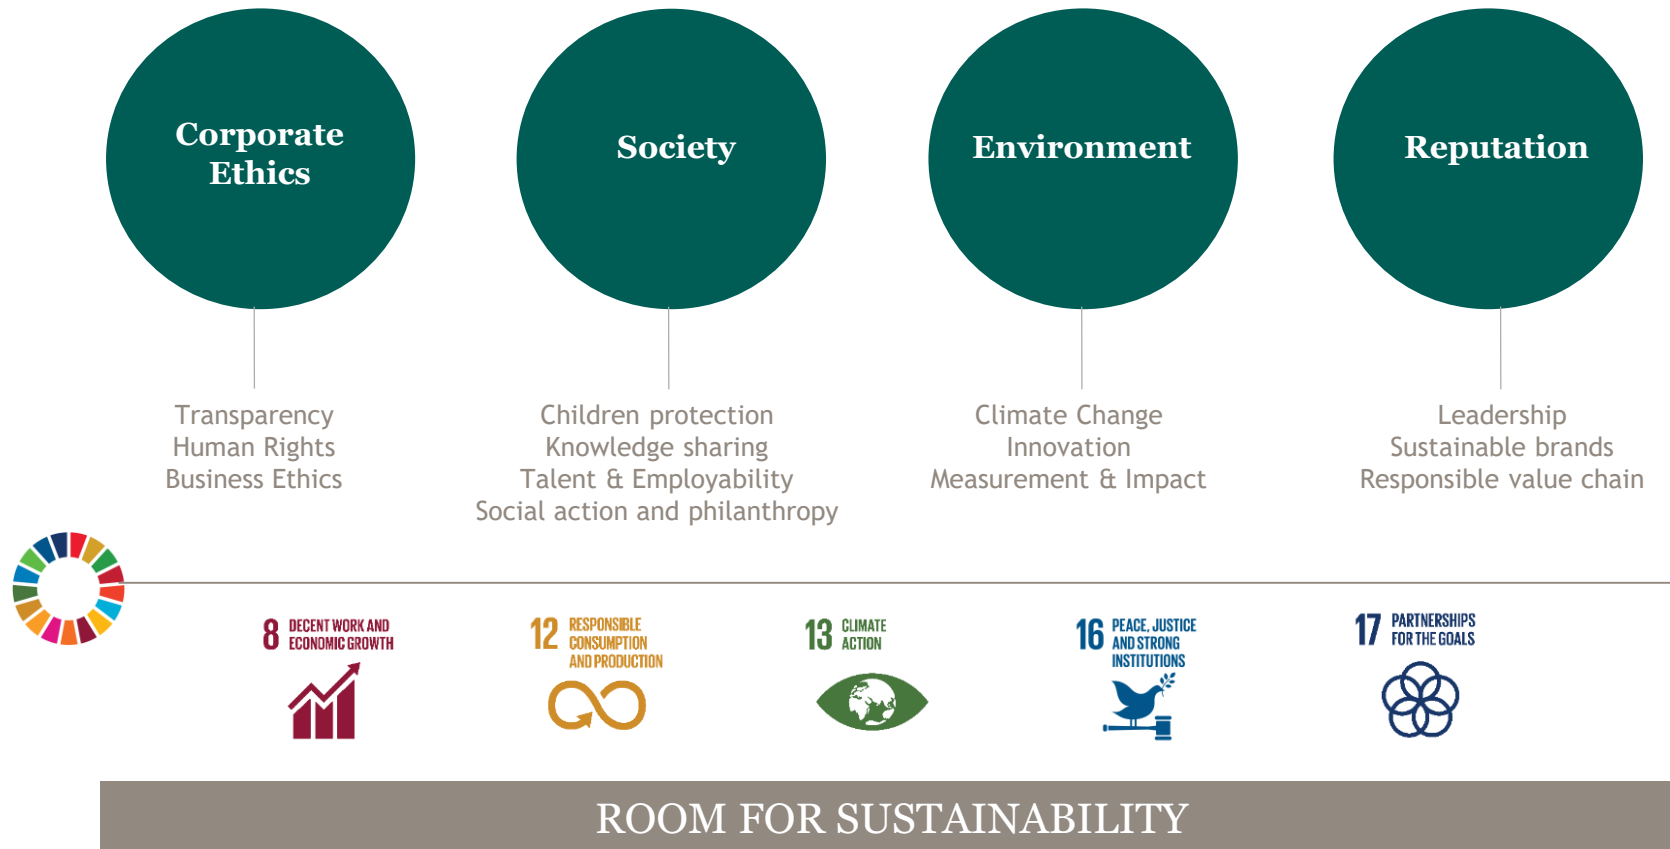 Corporate
Ethics
Society
Environment
Reputation
Transparency
Human Rights
Business Ethics
Children protection
Knowledge sharing
Talent & Employability
Social action and philanthropy
Climate Change
Innovation
Measurement & Impact
Leadership
Sustainable brands
Responsible value chain
8 DECENT WORK AND
ECONOMIC GROWTH
12 RESPONSIBLE
CONSUMPTION
AND PRODUCTION
13 CLIMATE
ACTION
16 PEACE, JUSTICE
AND STRONG
INSTITUTIONS
17 PARTNERSHIPS
FOR THE GOALS
ROOM FOR SUSTAINABILITY